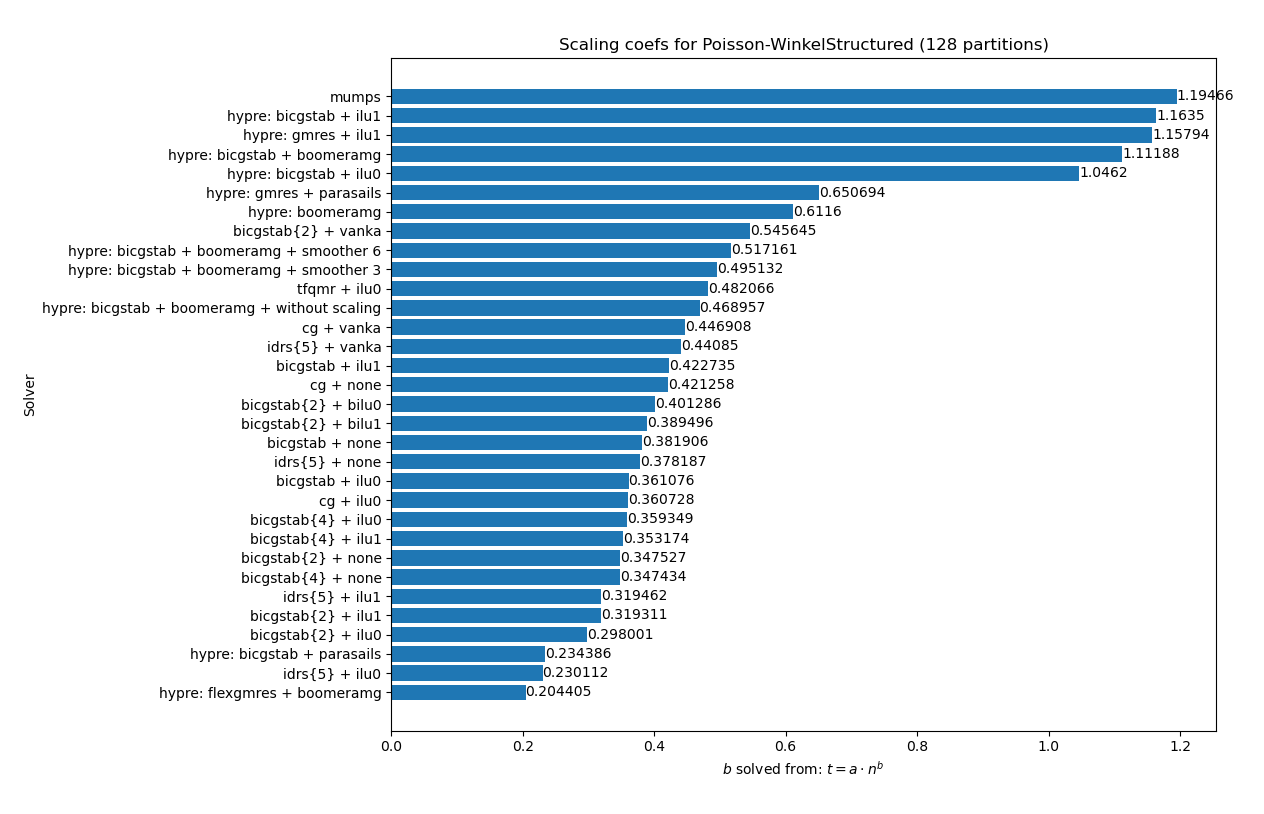 Scaling coefs for Poisson-WinkelStructured (128 partitions)
mumps 1.19466
hypre: bicgstab + ilu1 1.1635
hypre: gmres + ilu1 1.15794
hypre: bicgstab + boomeramg 1.11188
hypre: bicgstab + ilu0 1.0462
hypre: gmres + parasails 0.650694
hypre: boomeramg 0.6116
bicgstab{2} + vanka 0.545645
hypre: bicgstab + boomeramg + smoother 6 0.517161
hypre: bicgstab + boomeramg + smoother 3 0.495132
tfqmr + ilu0 0.482066
hypre: bicgstab + boomeramg + without scaling 0.468957
cg + vanka 0.446908
idrs{5} + vanka 0.44085
bicgstab + ilu1 0.422735
cg + none 0.421258
bicgstab{2} + bilu0 0.401286
bicgstab{2} + bilu1 0.389496
bicgstab + none 0.381906
idrs{5} + none 0.378187
bicgstab + ilu0 0.361076
cg + ilu0 0.360728
bicgstab{4} + ilu0 0.359349
bicgstab{4} + ilu1 0.353174
bicgstab{2} + none 0.347527
bicgstab{4} + none 0.347434
idrs{5} + ilu1 0.319462
bicgstab{2} + ilu1 0.319311
bicgstab{2} + ilu0 0.298001
hypre: bicgstab + parasails 0.234386
idrs{5} + ilu0 0.230112
hypre: flexgmres + boomeramg 0.204405
Solver
0.0 0.2 0.4 0.6 0.8 1.0 1.2
b solved from: t = a · n^b